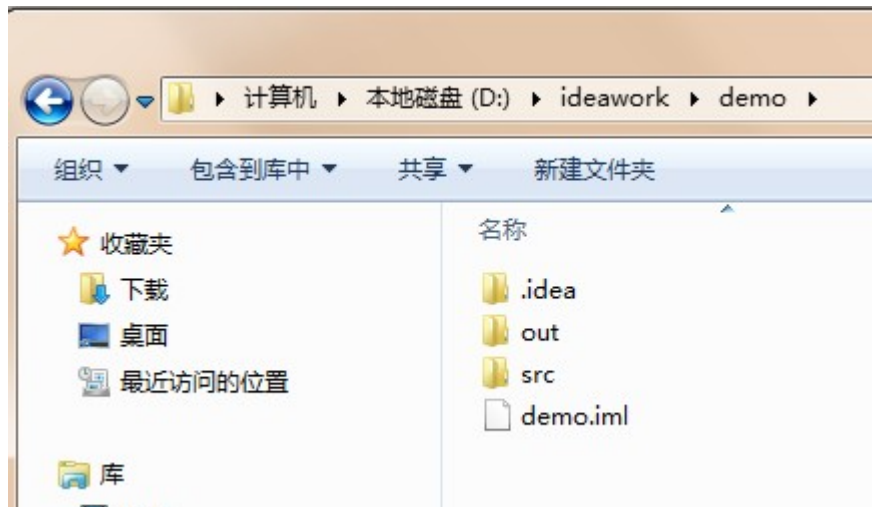 计算机 本地磁盘 (D:) ideawork demo
组织 包含到库中 共享 新建文件夹
收藏夹
下载
桌面
最近访问的位置
库
名称
.idea
out
src
demo.iml